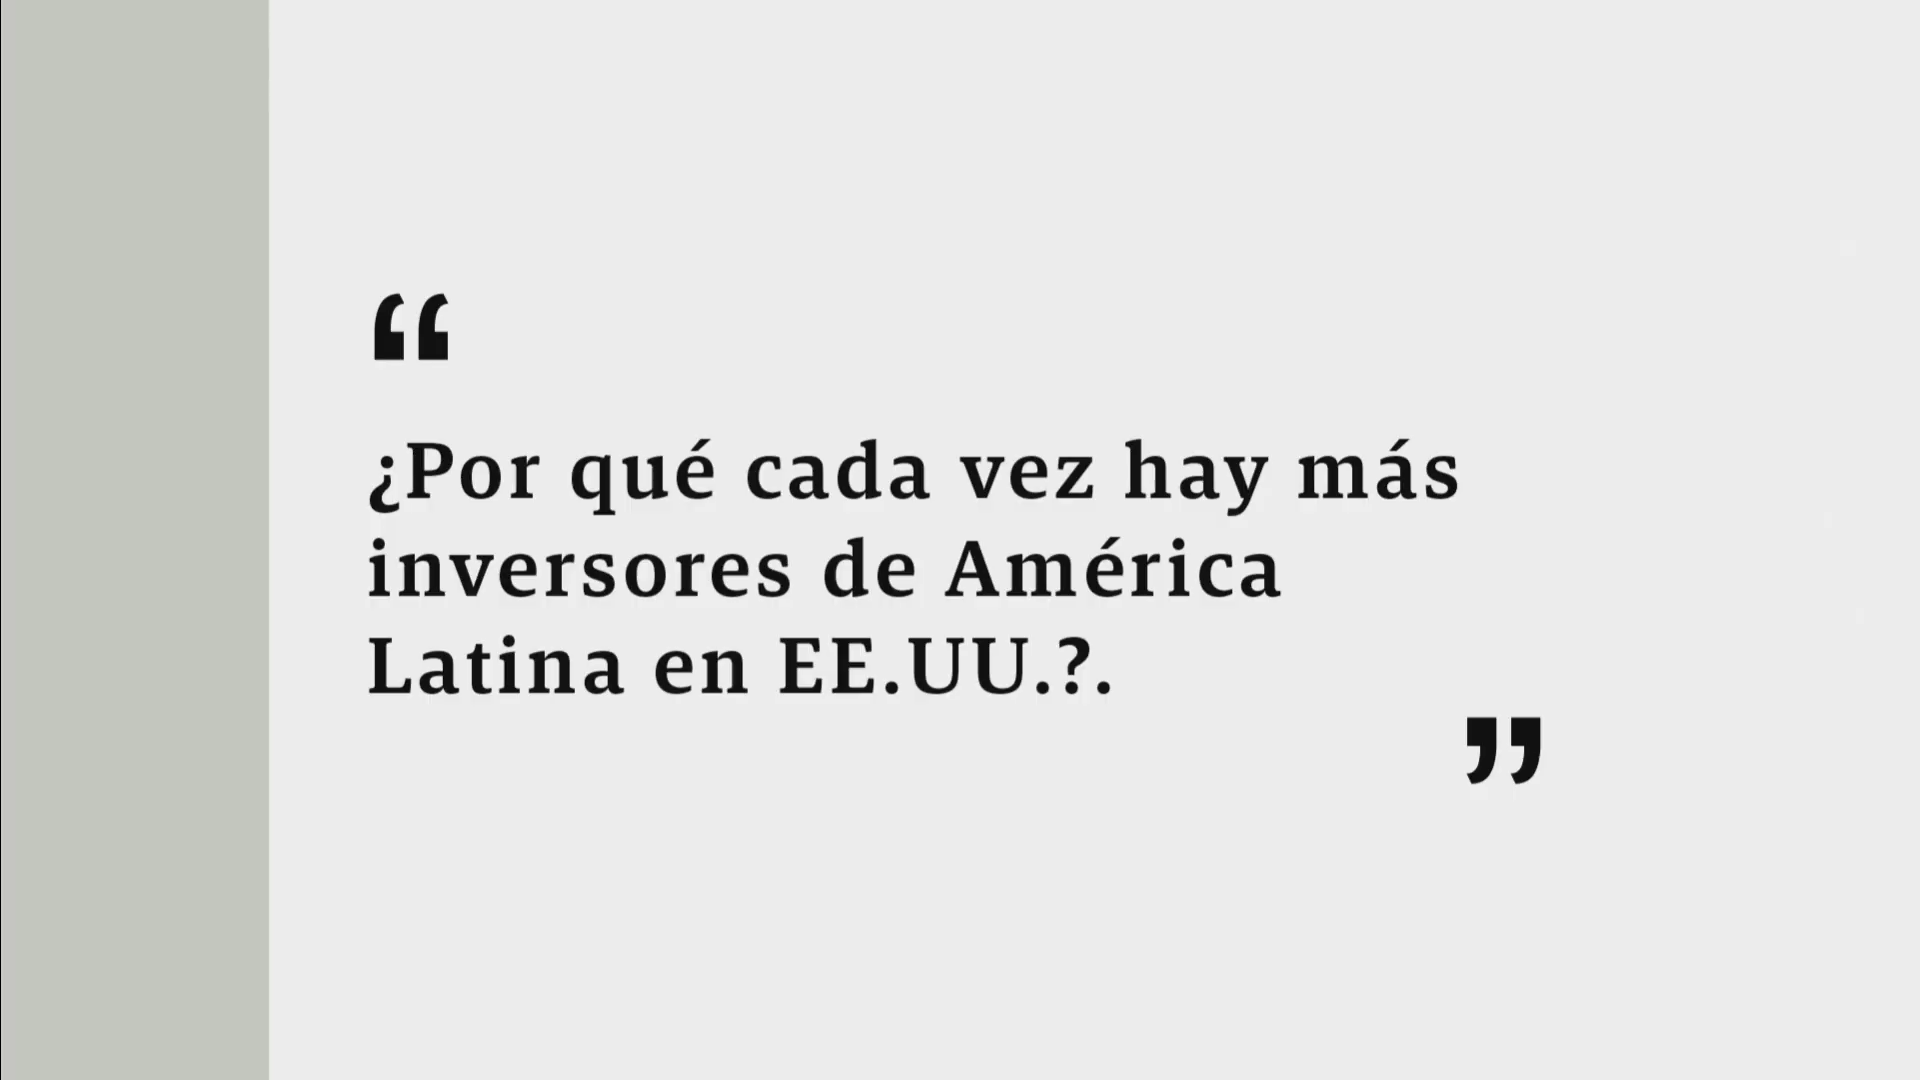 “
¿Por qué cada vez hay más
inversores de América
Latina en EE.UU.?.
”